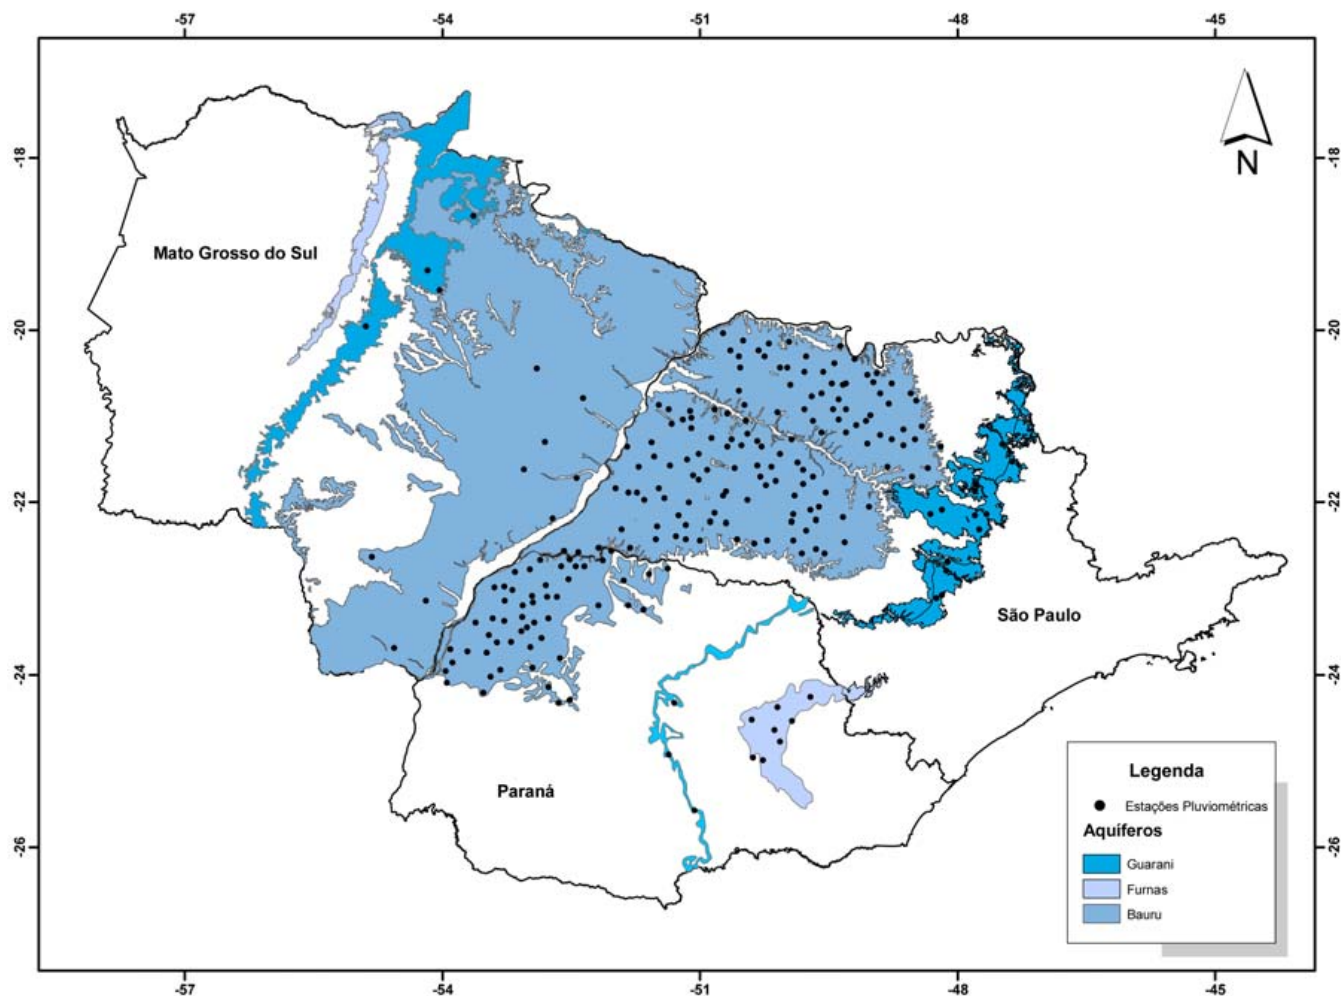 -57 -54 -51 -48 -45
N
-18 -18
Mato Grosso do Sul
-20 -20
-22 -22
São Paulo
-24 -24
Legenda
Paraná
Estações Pluviométricas
Aquíferos
-26 -26
Guarani
Furnas
Bauru
-57 -54 -51 -48 -45